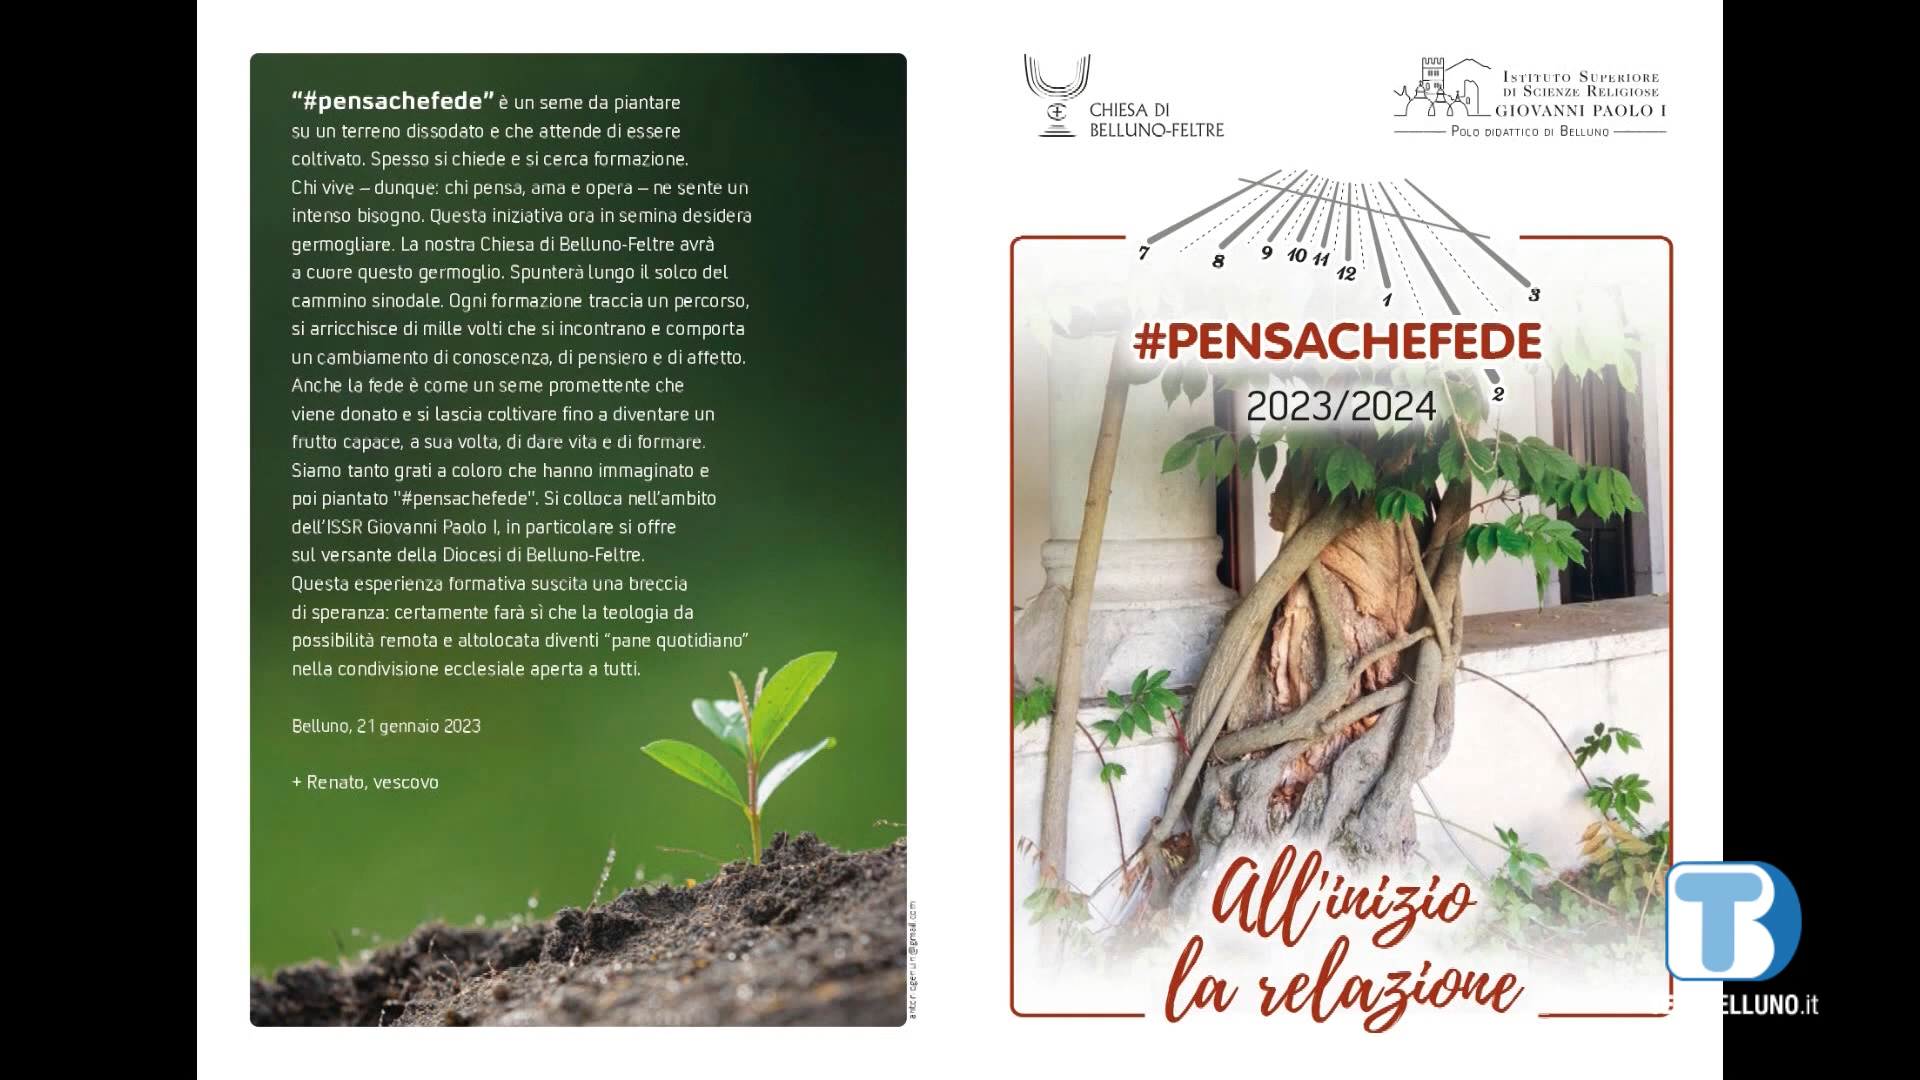 “#pensachefede” è un seme da piantare
su un terreno dissodato e che attende di essere
coltivato. Spesso si chiede e si cerca formazione.
Chi vive – dunque: chi pensa, ama e opera – ne sente un
intenso bisogno. Questa iniziativa ora in semina desidera
germogliare. La nostra Chiesa di Belluno-Feltre avrà
a cuore questo germoglio. Spunterà lungo il solco del
cammino sinodale. Ogni formazione traccia un percorso,
si arricchisce di mille volti che si incontrano e comporta
un cambiamento di conoscenza, di pensiero e di affetto.
Anche la fede è come un seme promettente che
viene donato e si lascia coltivare fino a diventare un
frutto capace, a sua volta, di dare vita e di formare.
Siamo tanto grati a coloro che hanno immaginato e
poi piantato "#pensachefede". Si colloca nell'ambito
dell'ISSR Giovanni Paolo I, in particolare si offre
sul versante della Diocesi di Belluno-Feltre.
Questa esperienza formativa suscita una breccia
di speranza: certamente farà sì che la teologia da
possibilità remota e altolocata diventi “pane quotidiano”
nella condivisione ecclesiale aperta a tutti.
Belluno, 21 gennaio 2023
+ Renato, vescovo
CHIESA DI
BELLUNO-FELTRE
ISTITUTO SUPERIORE
DI SCIENZE RELIGIOSE
GIOVANNI PAOLO I
POLO DIDATTICO DI BELLUNO
7
8
9
10
11
12
1
3
#PENSACHEFEDE
2
2023/2024
All'inizio
la relazione
TB
ELLUNO.it